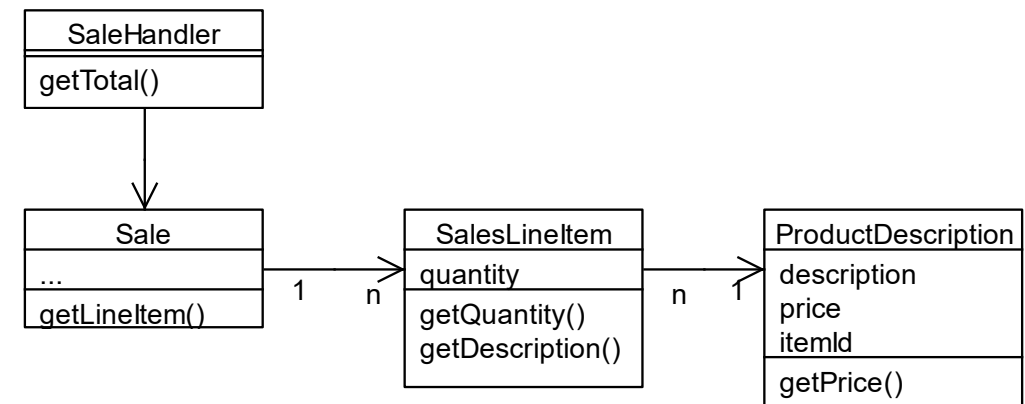 SaleHandler
getTotal()
Sale
...
getLineItem()
1
n
SalesLineItem
quantity
getQuantity()
getDescription()
n
1
ProductDescription
description
price
itemId
getPrice()